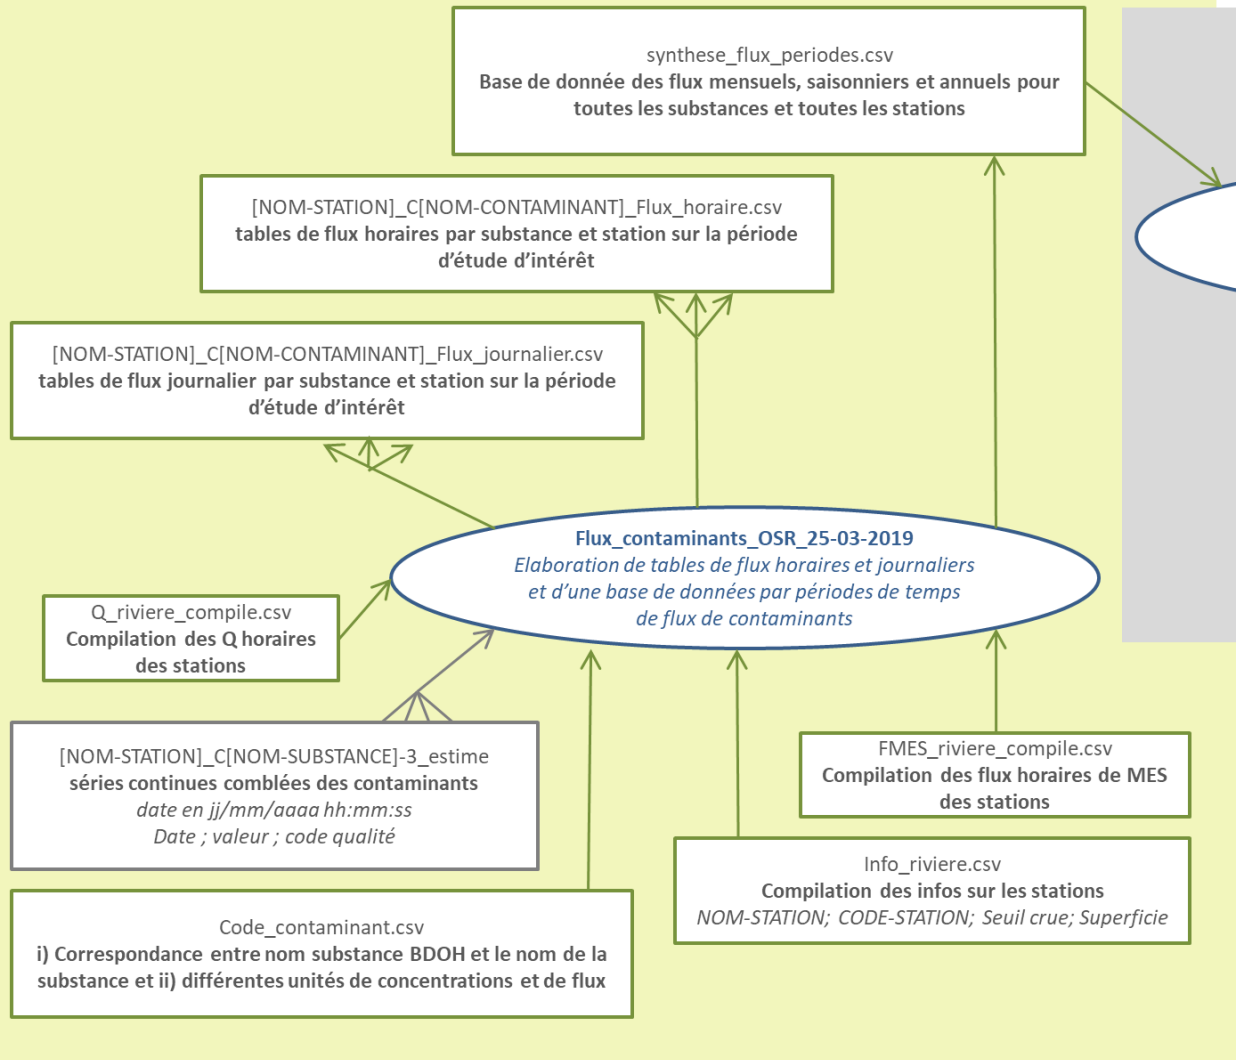 synthese_flux_periodes.csv
Base de donnée des flux mensuels, saisonniers et annuels pour
toutes les substances et toutes les stations
[NOM-STATION]_C[NOM-CONTAMINANT]_Flux_horaire.csv
tables de flux horaires par substance et station sur la période
d’étude d’intérêt
[NOM-STATION]_C[NOM-CONTAMINANT]_Flux_journalier.csv
tables de flux journalier par substance et station sur la période
d’étude d’intérêt
Flux_contaminants_OSR_25-03-2019
Elaboration de tables de flux horaires et journaliers
et d’une base de données par périodes de temps
de flux de contaminants
Q_riviere_compile.csv
Compilation des Q horaires
des stations
[NOM-STATION]_C[NOM-SUBSTANCE]-3_estime
séries continues comblées des contaminants
date en jj/mm/aaaa hh:mm:ss
Date ; valeur ; code qualité
FMES_riviere_compile.csv
Compilation des flux horaires de MES
des stations
Info_riviere.csv
Compilation des infos sur les stations
NOM-STATION; CODE-STATION; Seuil crue; Superficie
Code_contaminant.csv
i) Correspondance entre nom substance BDOH et le nom de la
substance et ii) différentes unités de concentrations et de flux